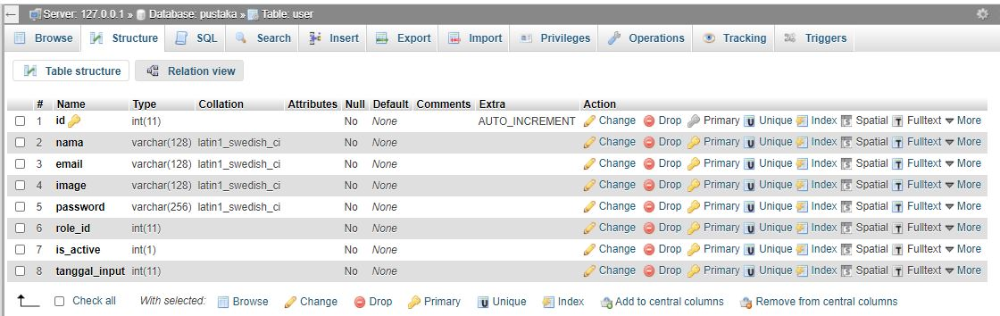 Server: 127.0.0.1 » Database: pustaka » Table: user
Browse Structure SQL Search Insert Export Import Privileges Operations Tracking Triggers
Table structure Relation view
# Name Type Collation Attributes Null Default Comments Extra Action
1 id int(11) No None AUTO_INCREMENT Change Drop Primary Unique Index Spatial Fulltext More
2 nama varchar(128) latin1_swedish_ci No None Change Drop Primary Unique Index Spatial Fulltext More
3 email varchar(128) latin1_swedish_ci No None Change Drop Primary Unique Index Spatial Fulltext More
4 image varchar(128) latin1_swedish_ci No None Change Drop Primary Unique Index Spatial Fulltext More
5 password varchar(256) latin1_swedish_ci No None Change Drop Primary Unique Index Spatial Fulltext More
6 role_id int(11) No None Change Drop Primary Unique Index Spatial Fulltext More
7 is_active int(1) No None Change Drop Primary Unique Index Spatial Fulltext More
8 tanggal_input int(11) No None Change Drop Primary Unique Index Spatial Fulltext More
Check all With selected: Browse Change Drop Primary Unique Index Add to central columns Remove from central columns